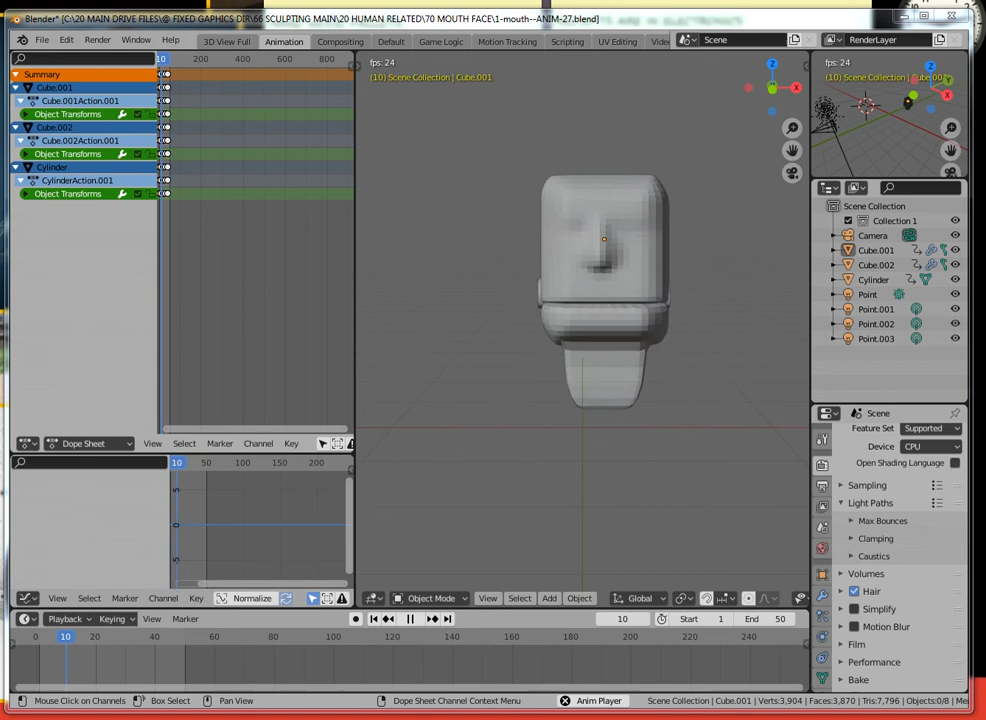 Blender* [C:\20 MAIN DRIVE FILES\@ FIXED GAPHICS DIR\66 SCULPTING MAIN\20 HUMAN RELATED\70 MOUTH FACE\1-mouth--ANIM-27.blend]
File Edit Render Window Help 3D View Full Animation Compositing Default Game Logic Motion Tracking Scripting UV Editing Scene RenderLayer
10 200 400 600 800
Summary
Cube.001
Cube.001Action.001
Object Transforms
Cube.002
Cube.002Action.001
Object Transforms
Cylinder
CylinderAction.001
Object Transforms
Dope Sheet View Select Marker Channel Key
10 50 100 150 200
5
0
5
View Select Marker Channel Key Normalize
fps: 24
(10) Scene Collection | Cube.001
Z
X
Object Mode View Select Add Object Global
(10) Scene Collection | Cube.00
Z
Y
X
Scene Collection
Collection 1
Camera
Cube.001
Cube.002
Cylinder
Point
Point.001
Point.002
Point.003
Scene
Feature Set Supported
Device CPU
Open Shading Language
Sampling
Light Paths
Max Bounces
Clamping
Caustics
Volumes
Hair
Simplify
Motion Blur
Film
Performance
Bake
Playback Keying View Marker 10 Start 1 End 50
0 10 20 40 60 80 100 120 140 160 180 200 220 240
Mouse Click on Channels Box Select Pan View Dope Sheet Channel Context Menu Anim Player Scene Collection | Cube.001 | Verts:3,904 | Faces:3,870 | Tris:7,796 | Objects:0/8 |